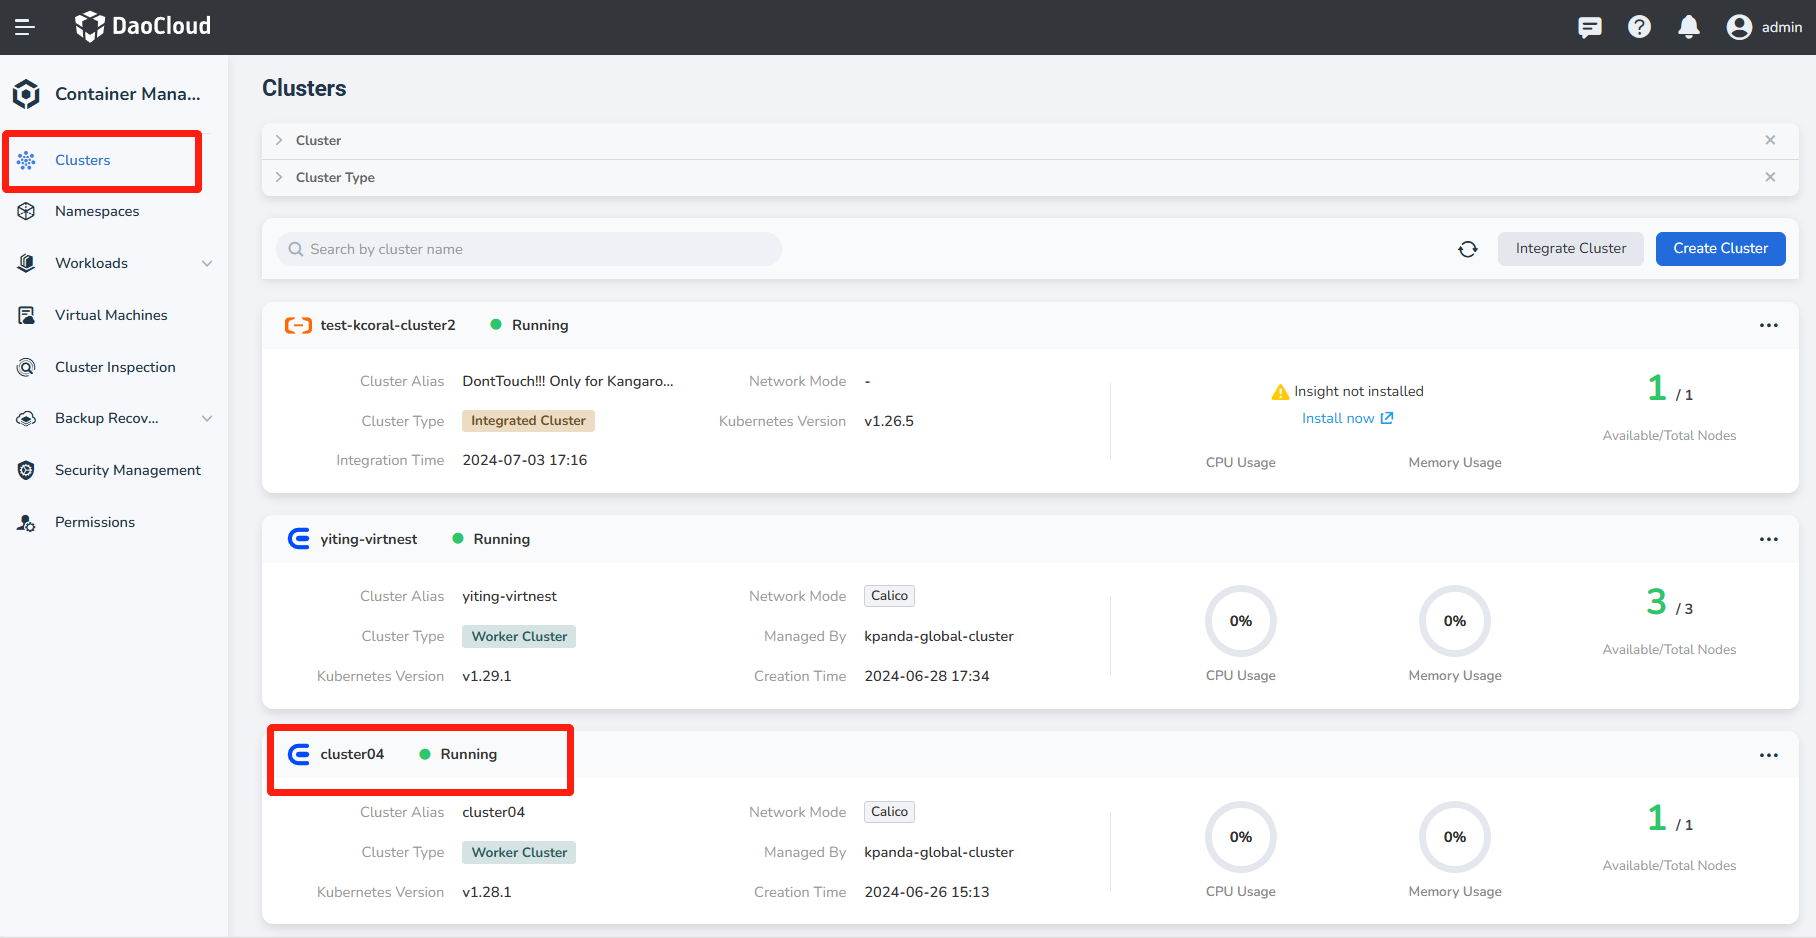 DaoCloud
admin
Container Mana...
Clusters
Namespaces
Workloads
Virtual Machines
Cluster Inspection
Backup Recov...
Security Management
Permissions
Clusters
Cluster
Cluster Type
Search by cluster name
Integrate Cluster
Create Cluster
test-kcoral-cluster2 Running
Cluster Alias DontTouch!!! Only for Kangaro...
Network Mode -
Cluster Type Integrated Cluster
Kubernetes Version v1.26.5
Integration Time 2024-07-03 17:16
Insight not installed
Install now
CPU Usage
Memory Usage
1 / 1
Available/Total Nodes
yiting-virtnest Running
Cluster Alias yiting-virtnest
Network Mode Calico
Cluster Type Worker Cluster
Managed By kpanda-global-cluster
Kubernetes Version v1.29.1
Creation Time 2024-06-28 17:34
0%
CPU Usage
0%
Memory Usage
3 / 3
Available/Total Nodes
cluster04 Running
Cluster Alias cluster04
Network Mode Calico
Cluster Type Worker Cluster
Managed By kpanda-global-cluster
Kubernetes Version v1.28.1
Creation Time 2024-06-26 15:13
0%
CPU Usage
0%
Memory Usage
1 / 1
Available/Total Nodes